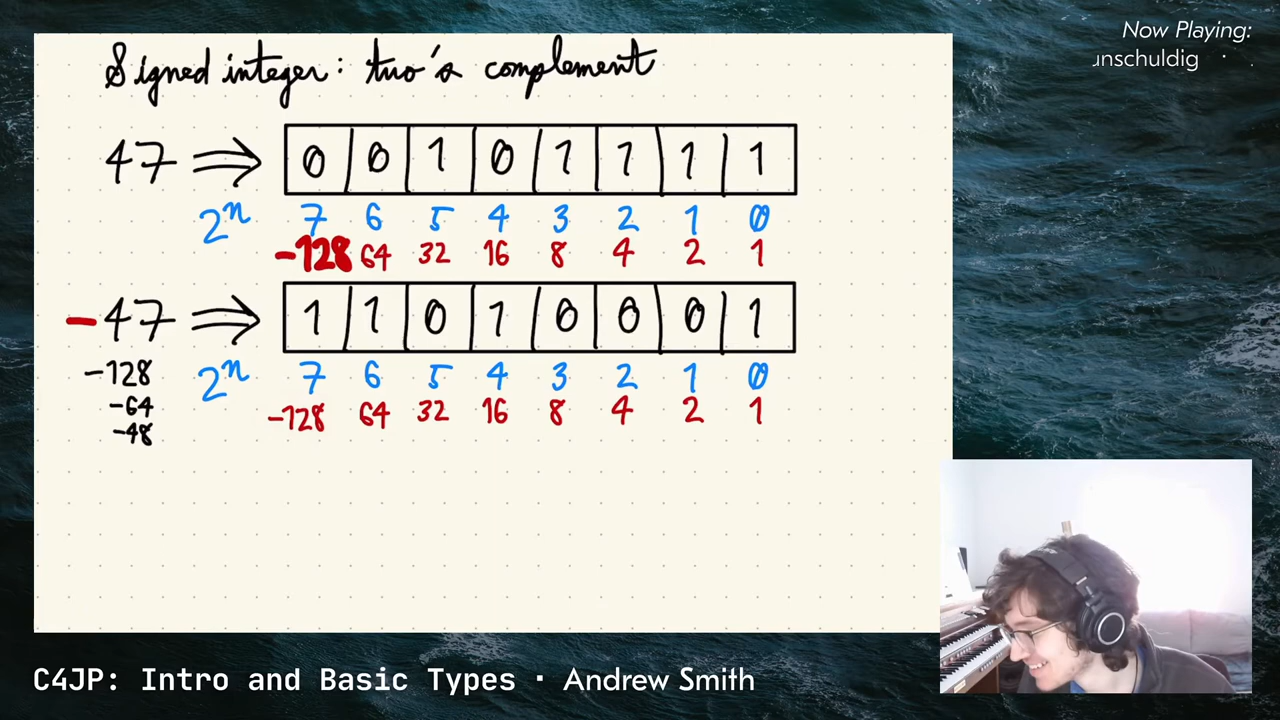 Now Playing:
unschuldig ·
Signed integer: two's complement
47 ⇒ 0 0 1 0 1 1 1 1
2ⁿ 7 6 5 4 3 2 1 0
-128 64 32 16 8 4 2 1
-47 ⇒ 1 1 0 1 0 0 0 1
-128 2ⁿ 7 6 5 4 3 2 1 0
-64 -128 64 32 16 8 4 2 1
-48
C4JP: Intro and Basic Types · Andrew Smith